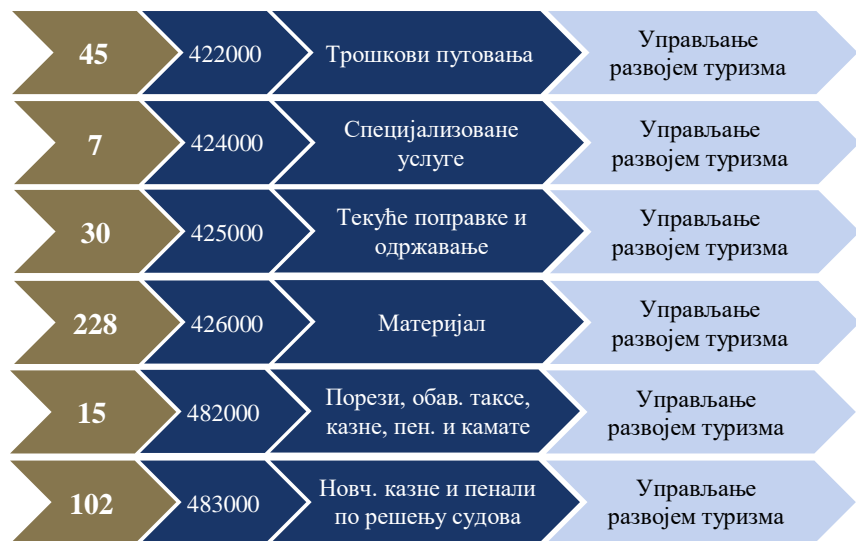 45
422000
Трошкови путовања
Управљање
развојем туризма
7
424000
Специјализоване
услуге
Управљање
развојем туризма
30
425000
Текуће поправке и
одржавање
Управљање
развојем туризма
228
426000
Материјал
Управљање
развојем туризма
15
482000
Порези, обав. таксе,
казне, пен. и камате
Управљање
развојем туризма
102
483000
Новч. казне и пенали
по решењу судова
Управљање
развојем туризма